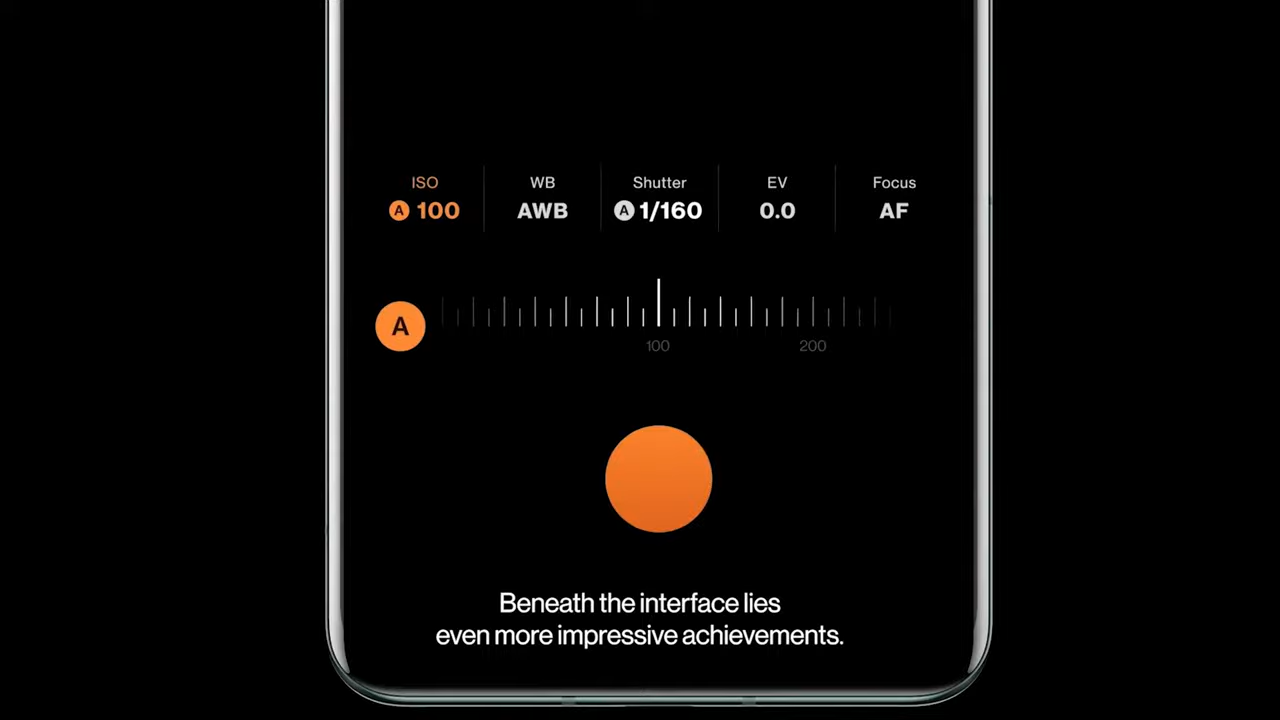 ISO WB Shutter EV Focus
A 100 AWB A 1/160 0.0 AF
A
100 200
Beneath the interface lies
even more impressive achievements.